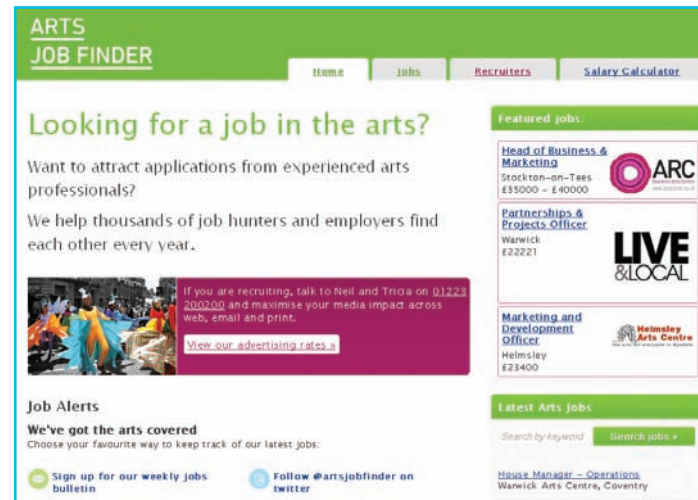 ARTS
JOB FINDER
Home Jobs Recruiters Salary Calculator
Looking for a job in the arts?
Want to attract applications from experienced arts
professionals?
We help thousands of job hunters and employers find
each other every year.
If you are recruiting, talk to Neil and Tricia on 01223
200200 and maximise your media impact across
web, email and print.
View our advertising rates »
Job Alerts
We've got the arts covered
Choose your favourite way to keep track of our latest jobs:
Sign up for our weekly jobs
bulletin
Follow @artsjobfinder on
twitter
Featured jobs:
Head of Business &
Marketing
Stockton-on-Tees
£35000 - £40000
ARC
Partnerships &
Projects Officer
Warwick
£22221
LIVE
&LOCAL
Marketing and
Development
Officer
Helmsley
£23400
Helmsley
Arts Centre
Latest Arts Jobs
Search by keyword Search jobs »
House Manager - Operations
Warwick Arts Centre, Coventry